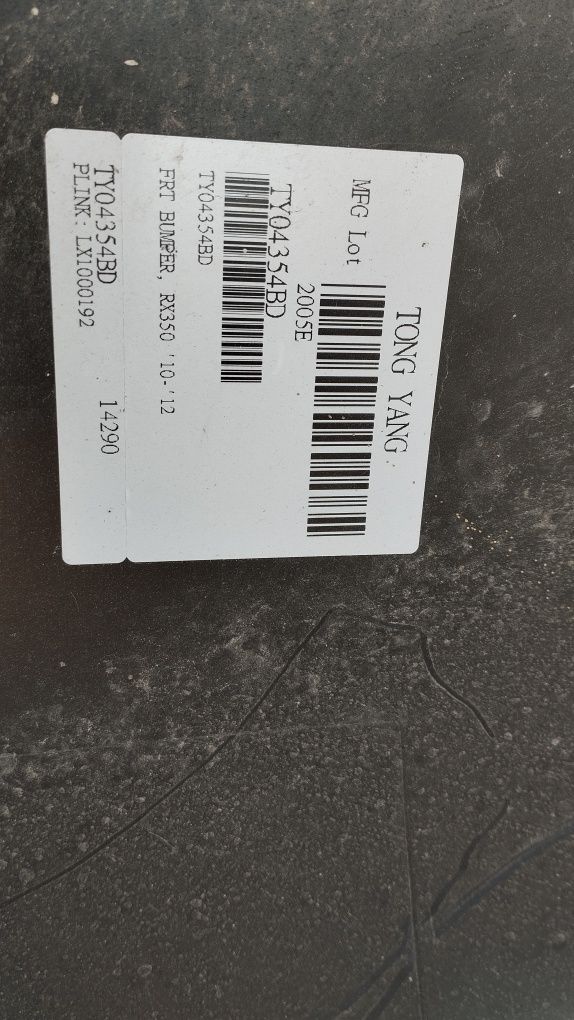 TONG YANG
MFG Lot
2005E
TY04354BD
TY04354BD
FRT BUMPER, RX350 '10-'12
TY04354BD 14290
PLINK: LX1000192